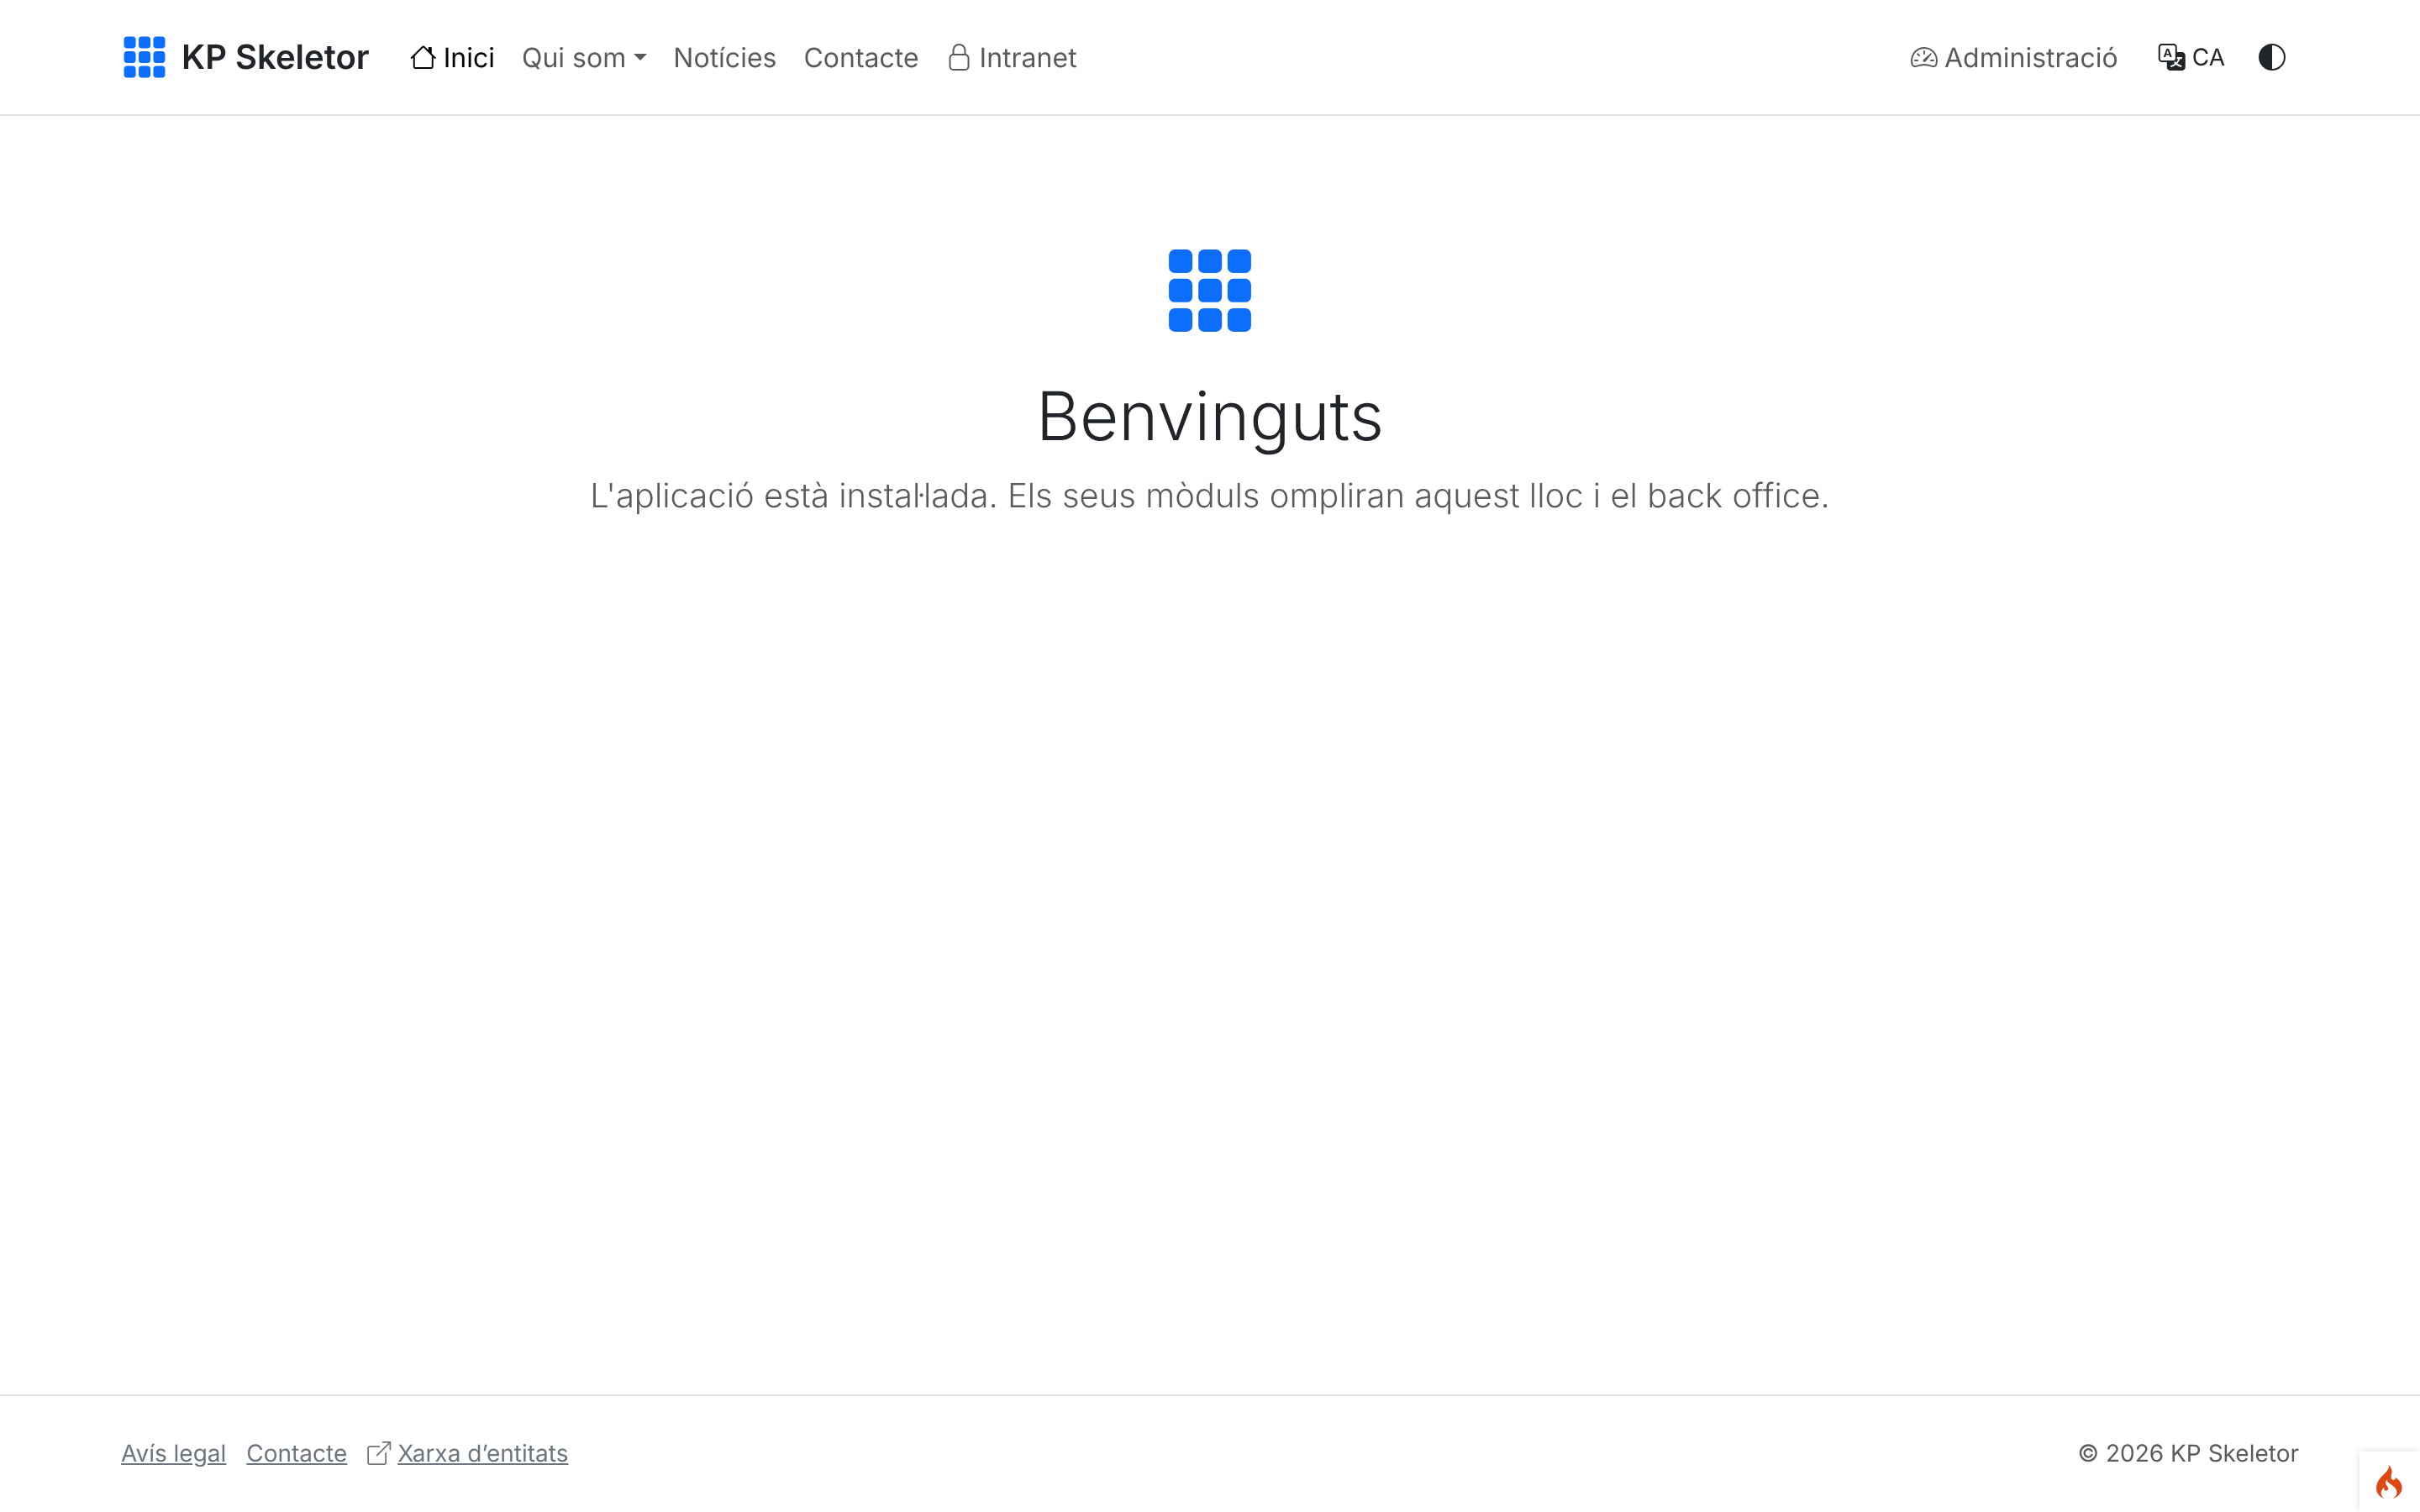 KP Skeletor Inici Qui som Notícies Contacte Intranet Administració CA
Benvinguts
L'aplicació està instal·lada. Els seus mòduls ompliran aquest lloc i el back office.
Avís legal Contacte Xarxa d’entitats © 2026 KP Skeletor